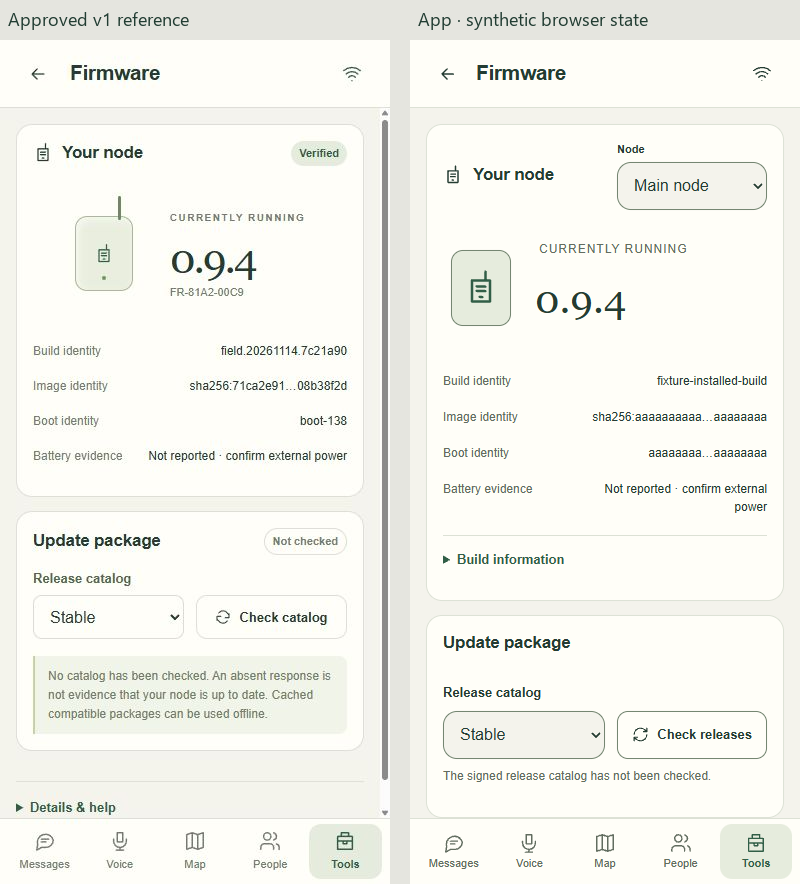 Approved v1 reference
Firmware
Your node
Verified
CURRENTLY RUNNING
0.9.4
FR-81A2-00C9
Build identity
field.20261114.7c21a90
Image identity
sha256:71ca2e91…08b38f2d
Boot identity
boot-138
Battery evidence
Not reported · confirm external power
Update package
Not checked
Release catalog
Stable
Check catalog
No catalog has been checked. An absent response is
not evidence that your node is up to date. Cached
compatible packages can be used offline.
Details & help
Messages
Voice
Map
People
Tools
App · synthetic browser state
Firmware
Your node
Node
Main node
CURRENTLY RUNNING
0.9.4
Build identity
fixture-installed-build
Image identity
sha256:aaaaaaaaaa…aaaaaaaa
Boot identity
aaaaaaaa…aaaaaaaa
Battery evidence
Not reported · confirm external
power
Build information
Update package
Release catalog
Stable
Check releases
The signed release catalog has not been checked.
Messages
Voice
Map
People
Tools